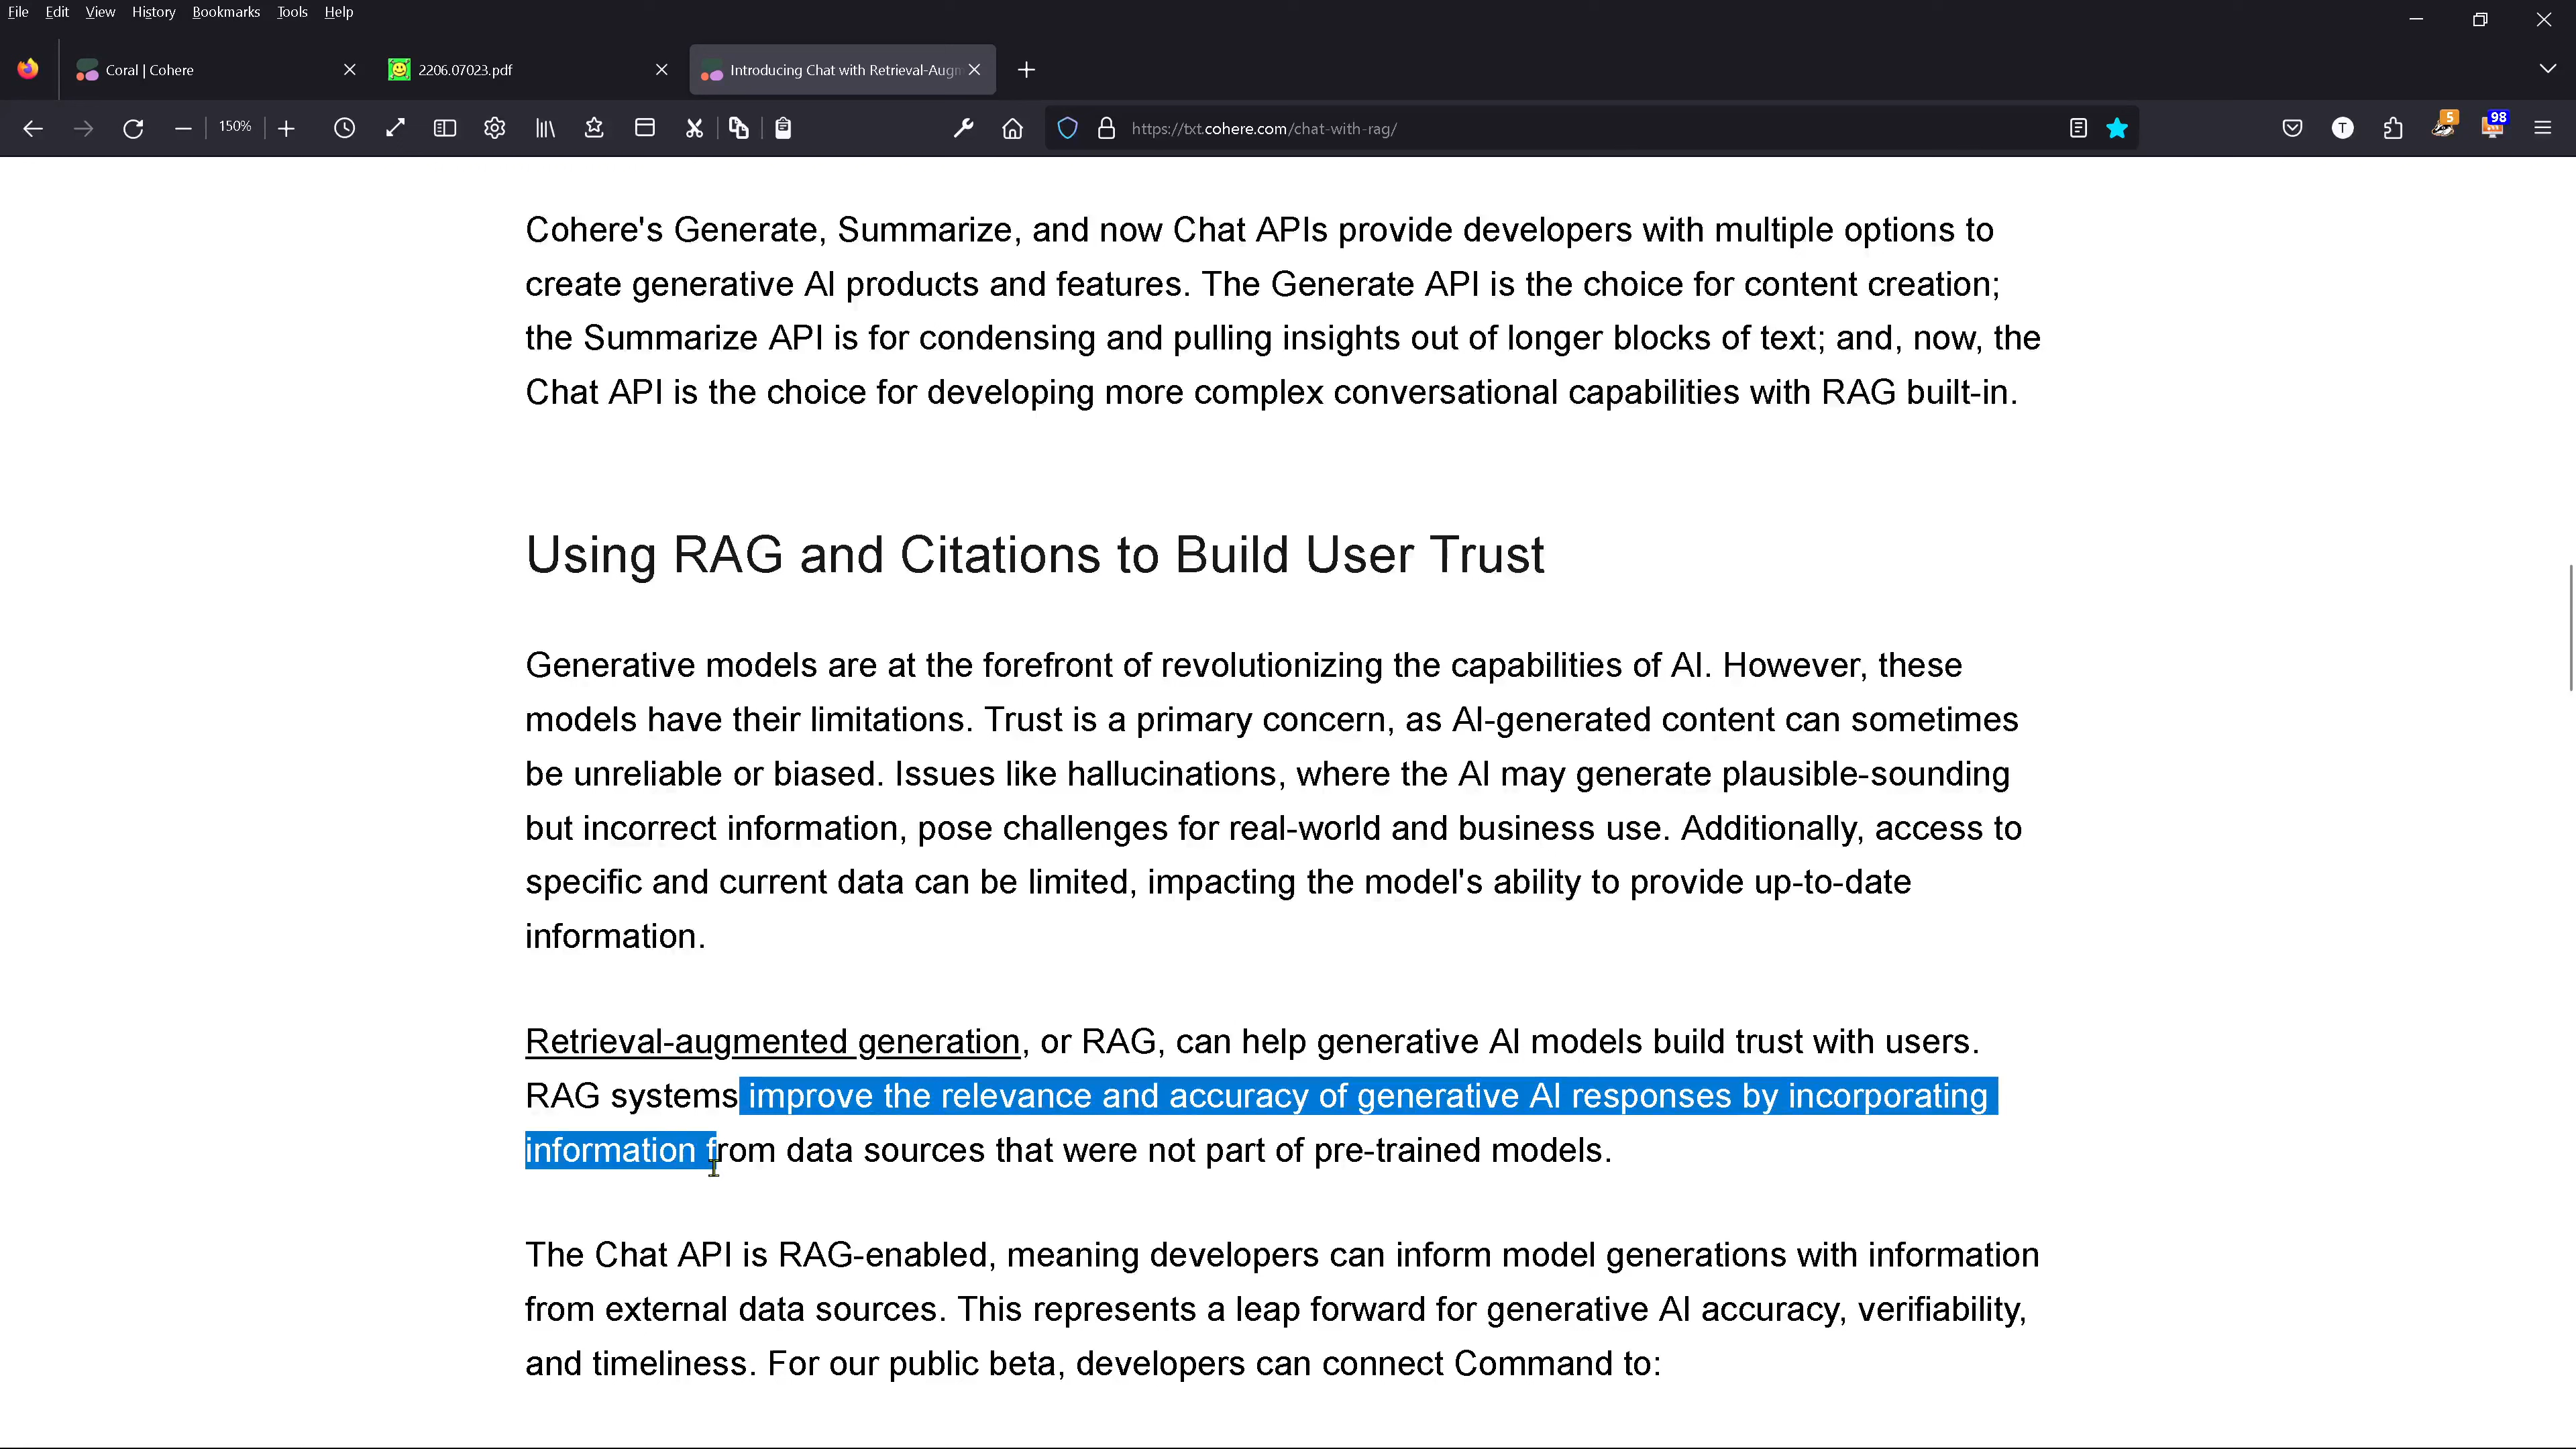 File Edit View History Bookmarks Tools Help
Coral | Cohere
2206.07023.pdf
Introducing Chat with Retrieval-Aug
150%
https://txt.cohere.com/chat-with-rag/
T
5
98
Cohere's Generate, Summarize, and now Chat APIs provide developers with multiple options to
create generative AI products and features. The Generate API is the choice for content creation;
the Summarize API is for condensing and pulling insights out of longer blocks of text; and, now, the
Chat API is the choice for developing more complex conversational capabilities with RAG built-in.
Using RAG and Citations to Build User Trust
Generative models are at the forefront of revolutionizing the capabilities of AI. However, these
models have their limitations. Trust is a primary concern, as AI-generated content can sometimes
be unreliable or biased. Issues like hallucinations, where the AI may generate plausible-sounding
but incorrect information, pose challenges for real-world and business use. Additionally, access to
specific and current data can be limited, impacting the model's ability to provide up-to-date
information.
Retrieval-augmented generation, or RAG, can help generative AI models build trust with users.
RAG systems improve the relevance and accuracy of generative AI responses by incorporating
information from data sources that were not part of pre-trained models.
The Chat API is RAG-enabled, meaning developers can inform model generations with information
from external data sources. This represents a leap forward for generative AI accuracy, verifiability,
and timeliness. For our public beta, developers can connect Command to: